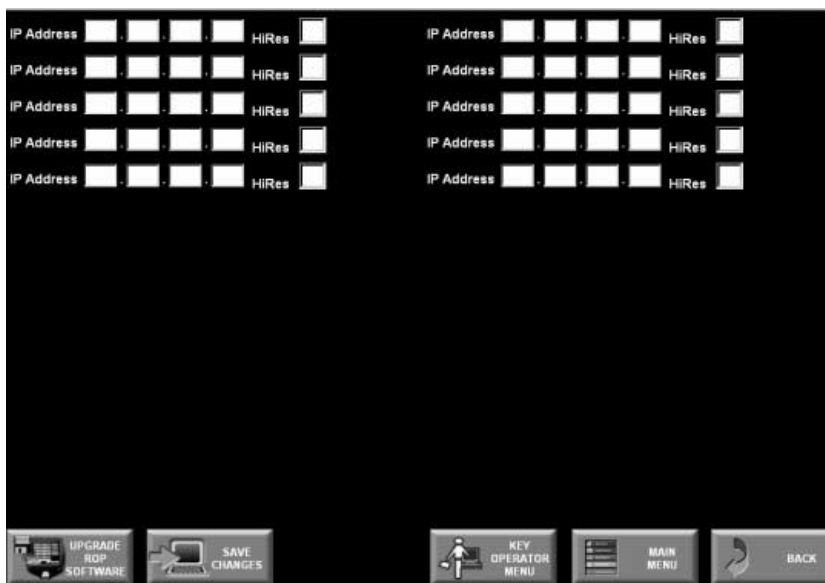 IP Address . . . HiRes IP Address . . . HiRes
IP Address . . . HiRes IP Address . . . HiRes
IP Address . . . HiRes IP Address . . . HiRes
IP Address . . . HiRes IP Address . . . HiRes
IP Address . . . HiRes IP Address . . . HiRes
UPGRADE
ROP
SOFTWARE
SAVE
CHANGES
KEY
OPERATOR
MENU
MAIN
MENU
BACK